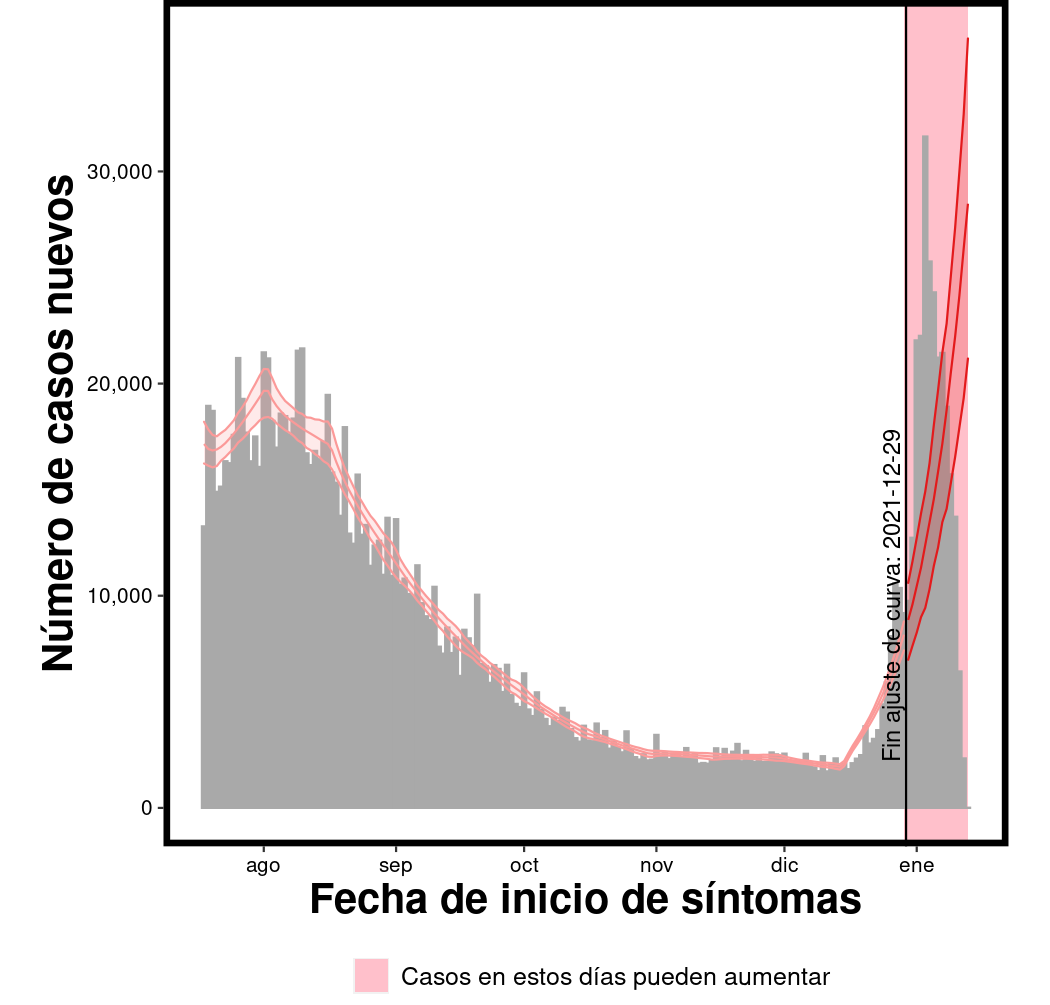 Número de casos nuevos
30,000
20,000
10,000
0
Fin ajuste de curva: 2021-12-29
ago
sep
oct
nov
dic
ene
Fecha de inicio de síntomas
Casos en estos días pueden aumentar